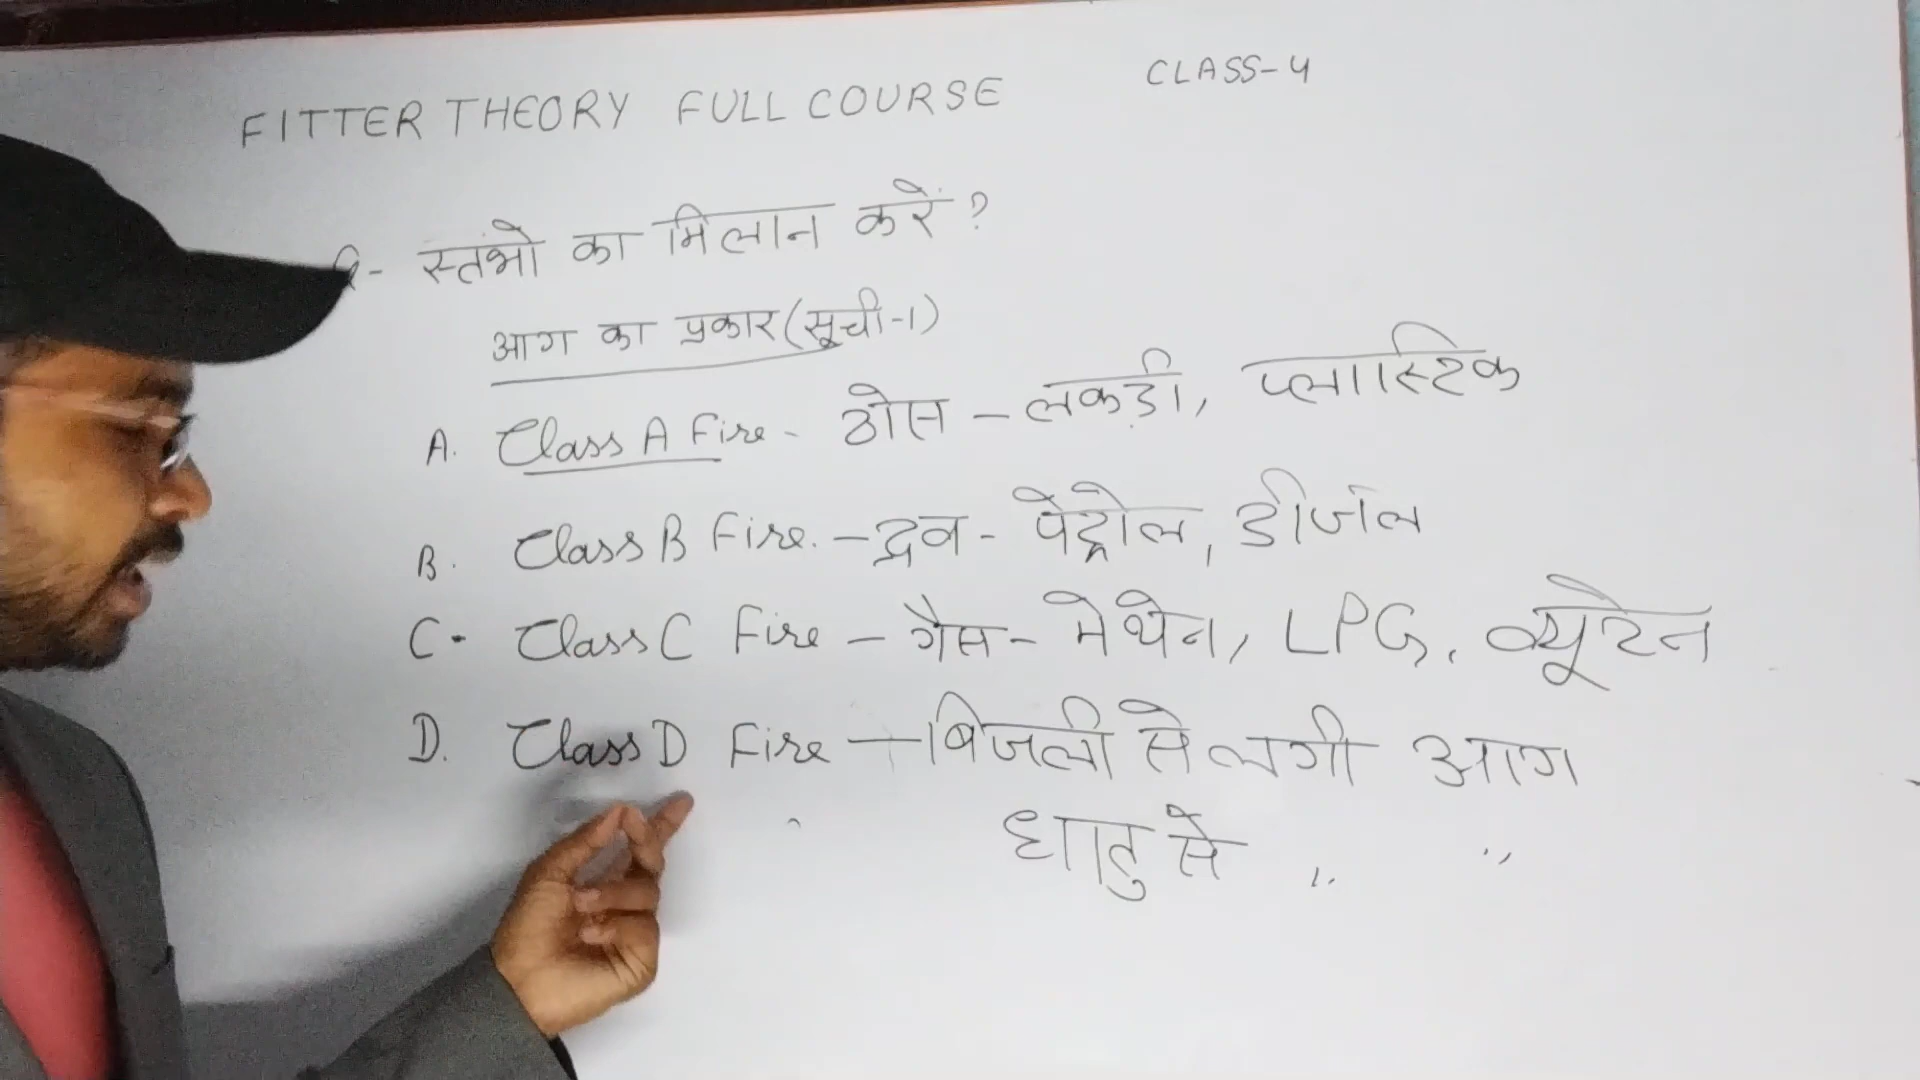 FITTER THEORY FULL COURSE CLASS-4
Q- स्तंभो का मिलान करें ?
आग का प्रकार (सूची-1)
A. Class A Fire - ठोस - लकड़ी, प्लास्टिक
B. Class B Fire. - द्रव - पेट्रोल, डीजल
C. Class C Fire - गैस - मेथेन, LPG, ब्यूटेन
D. Class D Fire - बिजली से लगी आग
धातु से ,, ,,